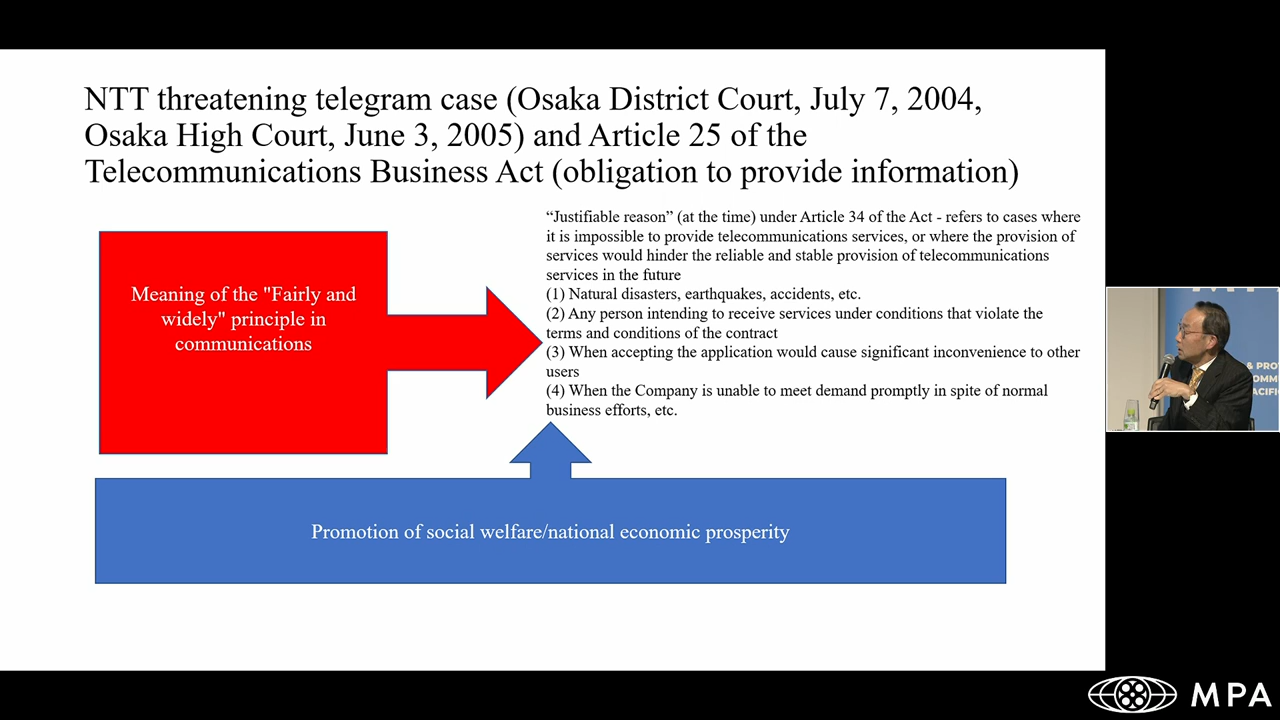 NTT threatening telegram case (Osaka District Court, July 7, 2004,
Osaka High Court, June 3, 2005) and Article 25 of the
Telecommunications Business Act (obligation to provide information)
Meaning of the "Fairly and
widely" principle in
communications
“Justifiable reason” (at the time) under Article 34 of the Act - refers to cases where
it is impossible to provide telecommunications services, or where the provision of
services would hinder the reliable and stable provision of telecommunications
services in the future
(1) Natural disasters, earthquakes, accidents, etc.
(2) Any person intending to receive services under conditions that violate the
terms and conditions of the contract
(3) When accepting the application would cause significant inconvenience to other
users
(4) When the Company is unable to meet demand promptly in spite of normal
business efforts, etc.
Promotion of social welfare/national economic prosperity
& PRO
OMM
ACIFI
MPA